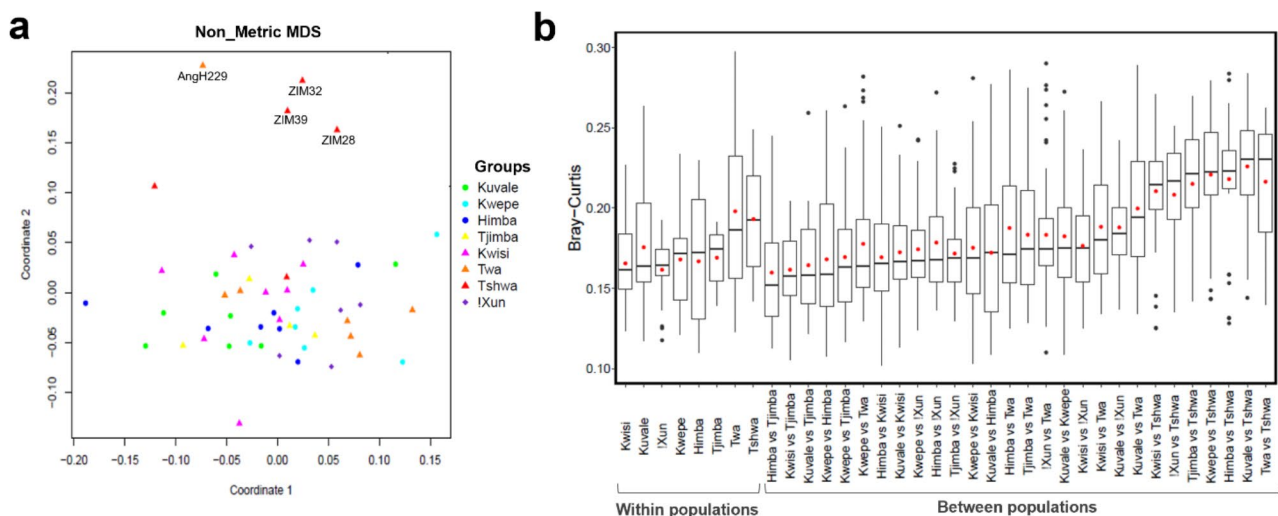 a
Non_Metric MDS
AngH229
ZIM32
ZIM39
ZIM28
Coordinate 2
0.20
0.15
0.10
0.05
0.00
−0.05
−0.10
−0.20
−0.15
−0.10
−0.05
0.00
0.05
0.10
0.15
Coordinate 1
Groups
Kuvale
Kwepe
Himba
Tjimba
Kwisi
Twa
Tshwa
!Xun
b
Bray−Curtis
0.30
0.25
0.20
0.15
0.10
Kwisi
Kuvale
!Xun
Kwepe
Himba
Tjimba
Twa
Tshwa
Himba vs Tjimba
Kwisi vs Tjimba
Kuvale vs Tjimba
Kwepe vs Himba
Kwepe vs Tjimba
Kwepe vs Twa
Himba vs Kwisi
Kuvale vs Kwisi
Kwepe vs !Xun
Himba vs !Xun
Tjimba vs !Xun
Kwepe vs Kwisi
Kuvale vs Himba
Himba vs Twa
Tjimba vs Twa
!Xun vs Twa
Kuvale vs Kwepe
Kwisi vs !Xun
Kwisi vs Twa
Kuvale vs !Xun
Kuvale vs Twa
Kwisi vs Tshwa
!Xun vs Tshwa
Tjimba vs Tshwa
Kwepe vs Tshwa
Himba vs Tshwa
Kuvale vs Tshwa
Twa vs Tshwa
Within populations
Between populations